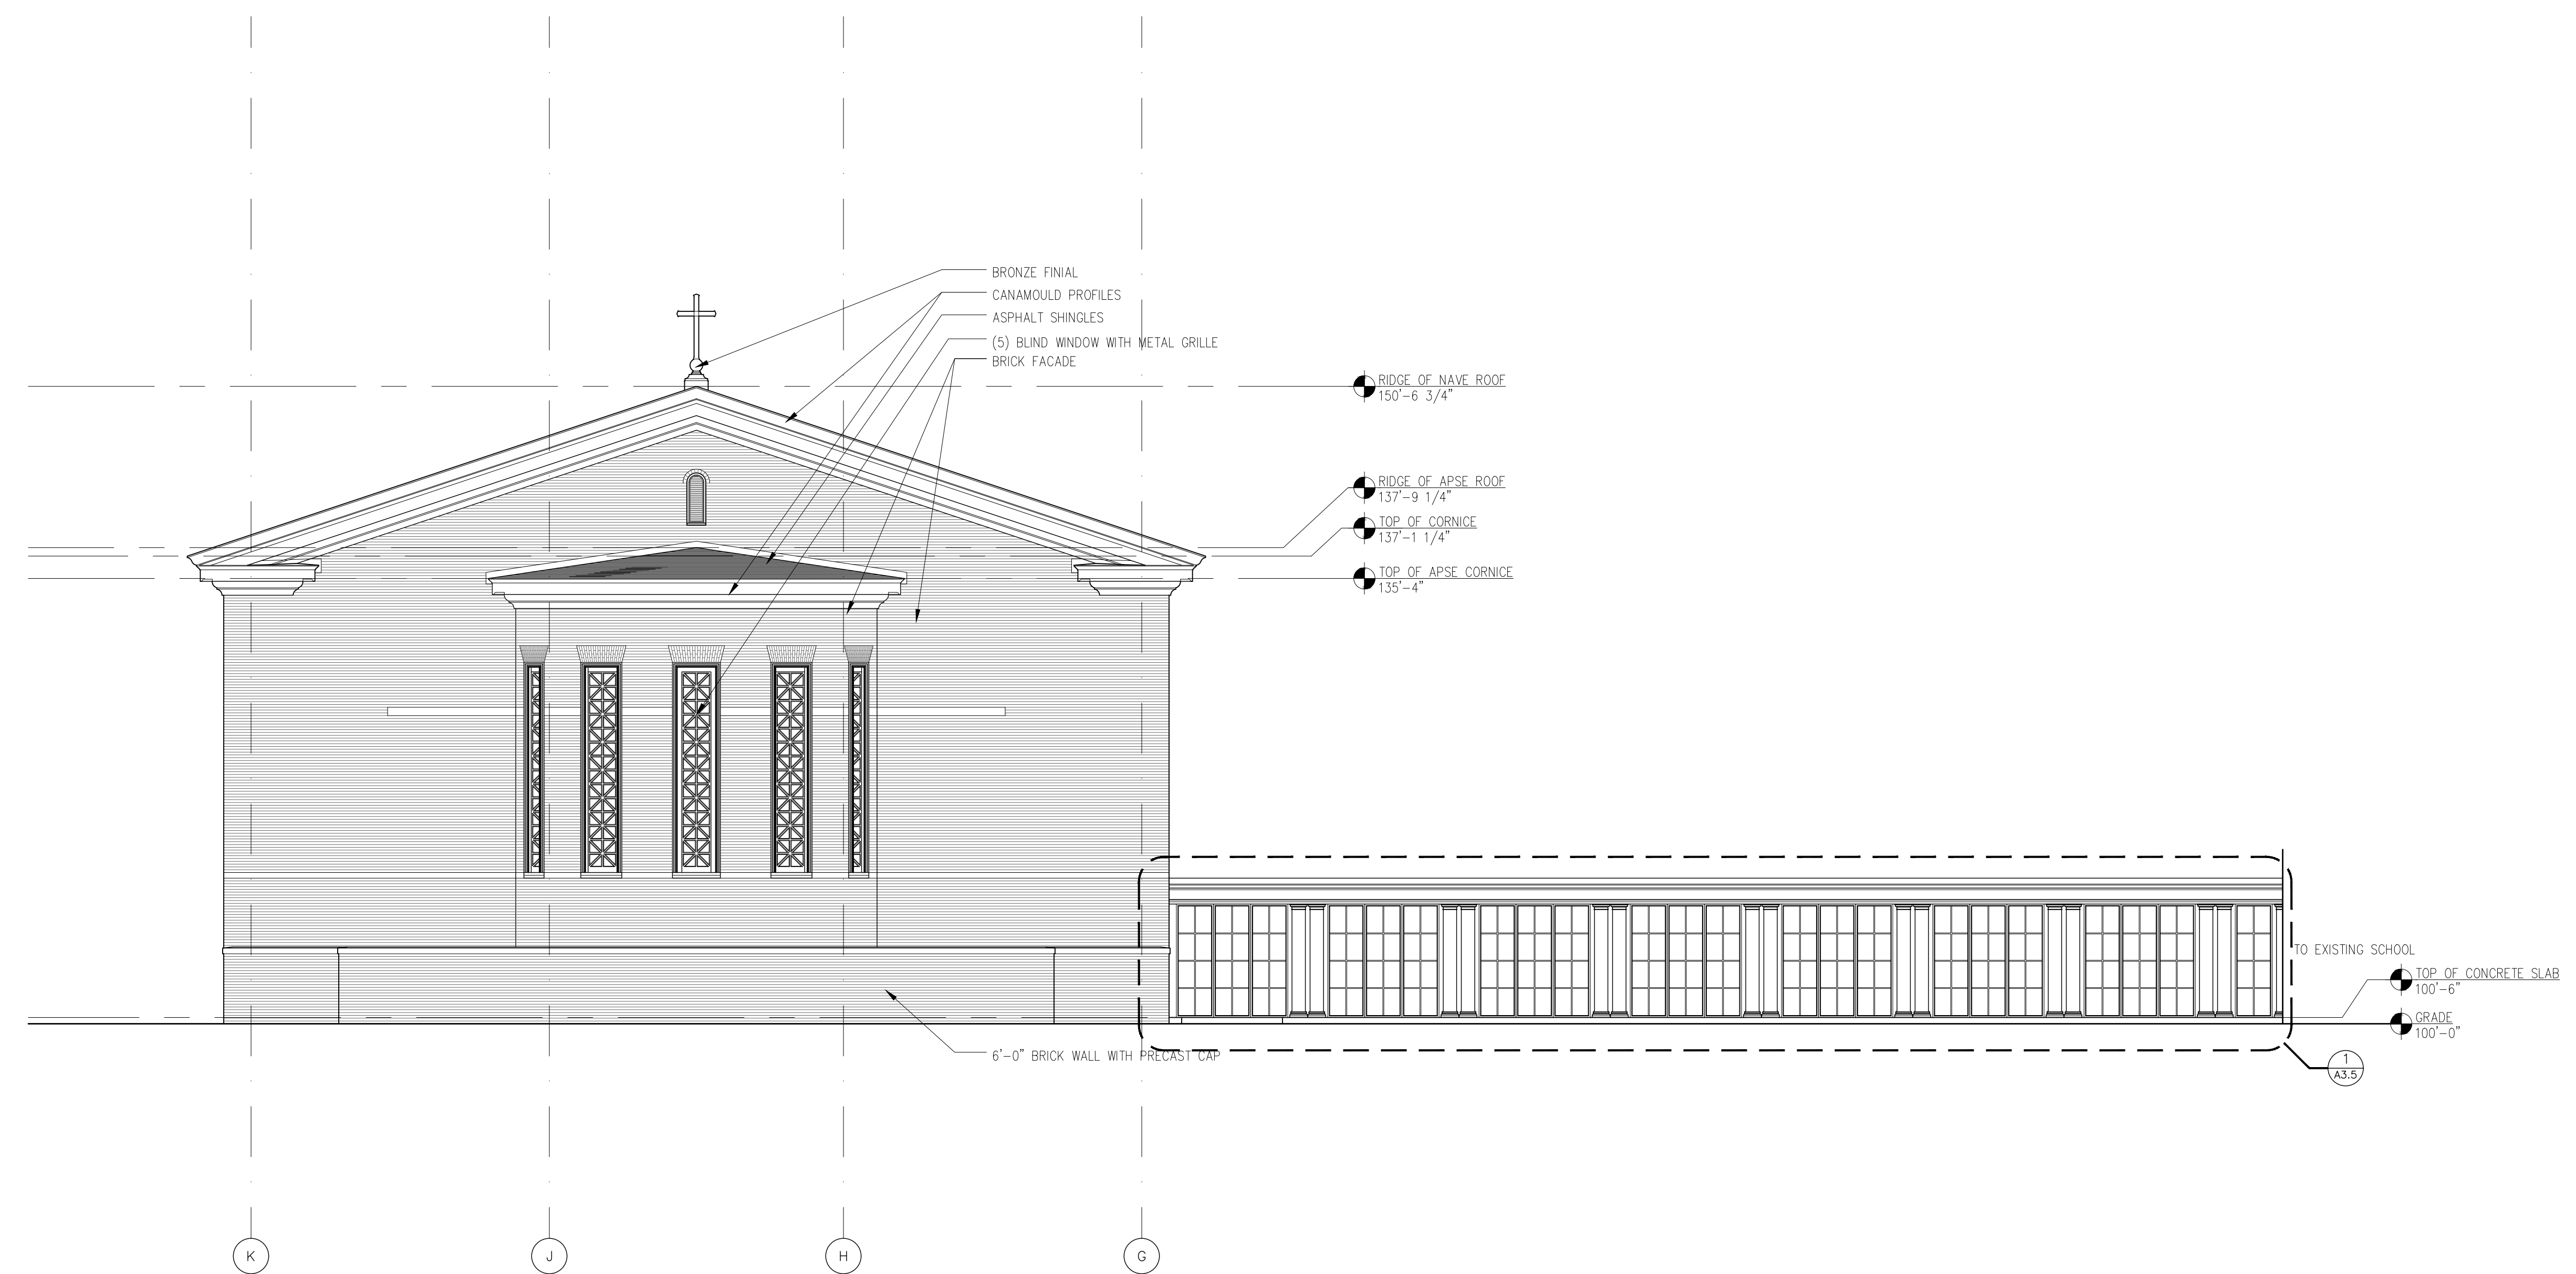 BRONZE FINIAL
CANAMOULD PROFILES
ASPHALT SHINGLES
(5) BLIND WINDOW WITH METAL GRILLE
BRICK FACADE
RIDGE OF NAVE ROOF
150'-6 3/4"
RIDGE OF APSE ROOF
137'-9 1/4"
TOP OF CORNICE
137'-1 1/4"
TOP OF APSE CORNICE
135'-4"
TO EXISTING SCHOOL
TOP OF CONCRETE SLAB
100'-6"
GRADE
100'-0"
6'-0" BRICK WALL WITH PRECAST CAP
1
A3.5
K
J
H
G